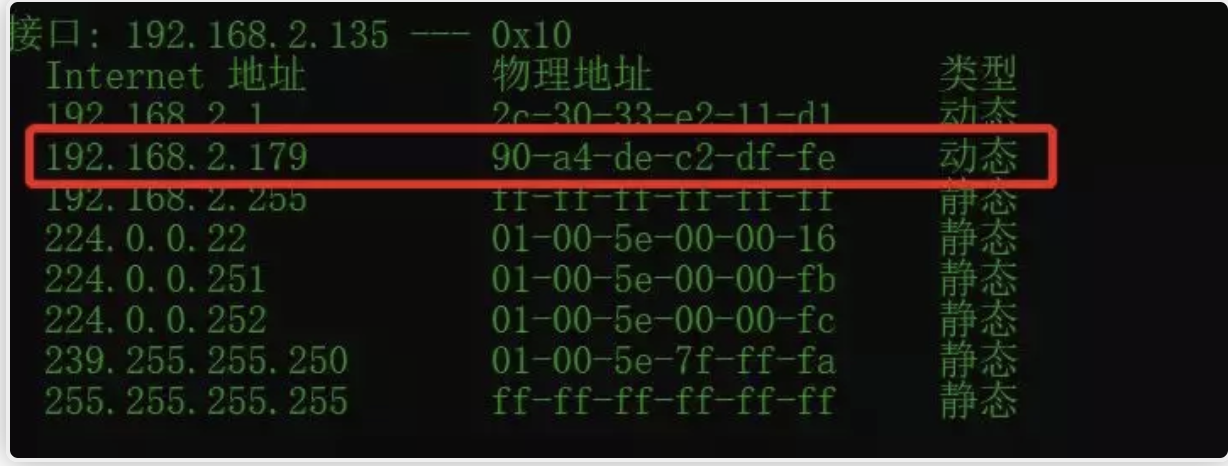 接口: 192.168.2.135 --- 0x10
Internet 地址 物理地址 类型
192.168.2.1 2c-30-33-e2-11-d1 动态
192.168.2.179 90-a4-de-c2-df-fe 动态
192.168.2.255 ff-ff-ff-ff-ff-ff 静态
224.0.0.22 01-00-5e-00-00-16 静态
224.0.0.251 01-00-5e-00-00-fb 静态
224.0.0.252 01-00-5e-00-00-fc 静态
239.255.255.250 01-00-5e-7f-ff-fa 静态
255.255.255.255 ff-ff-ff-ff-ff-ff 静态